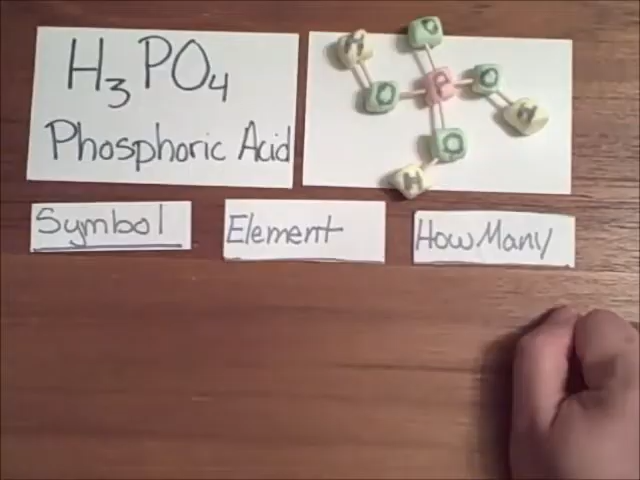 H₃PO₄
Phosphoric Acid
H
O
O
P
O
H
O
H
Symbol
Element
How Many